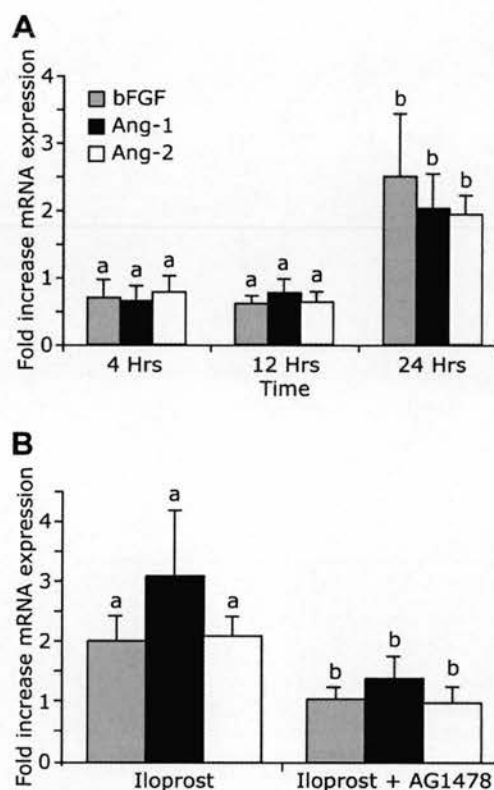 A
Fold increase mRNA expression
4
3
2
1
0
bFGF
Ang-1
Ang-2
a a a
a a a
b b b
4 Hrs 12 Hrs 24 Hrs
Time
B
Fold increase mRNA expression
4
3
2
1
0
a a a
b b b
Iloprost Iloprost + AG1478